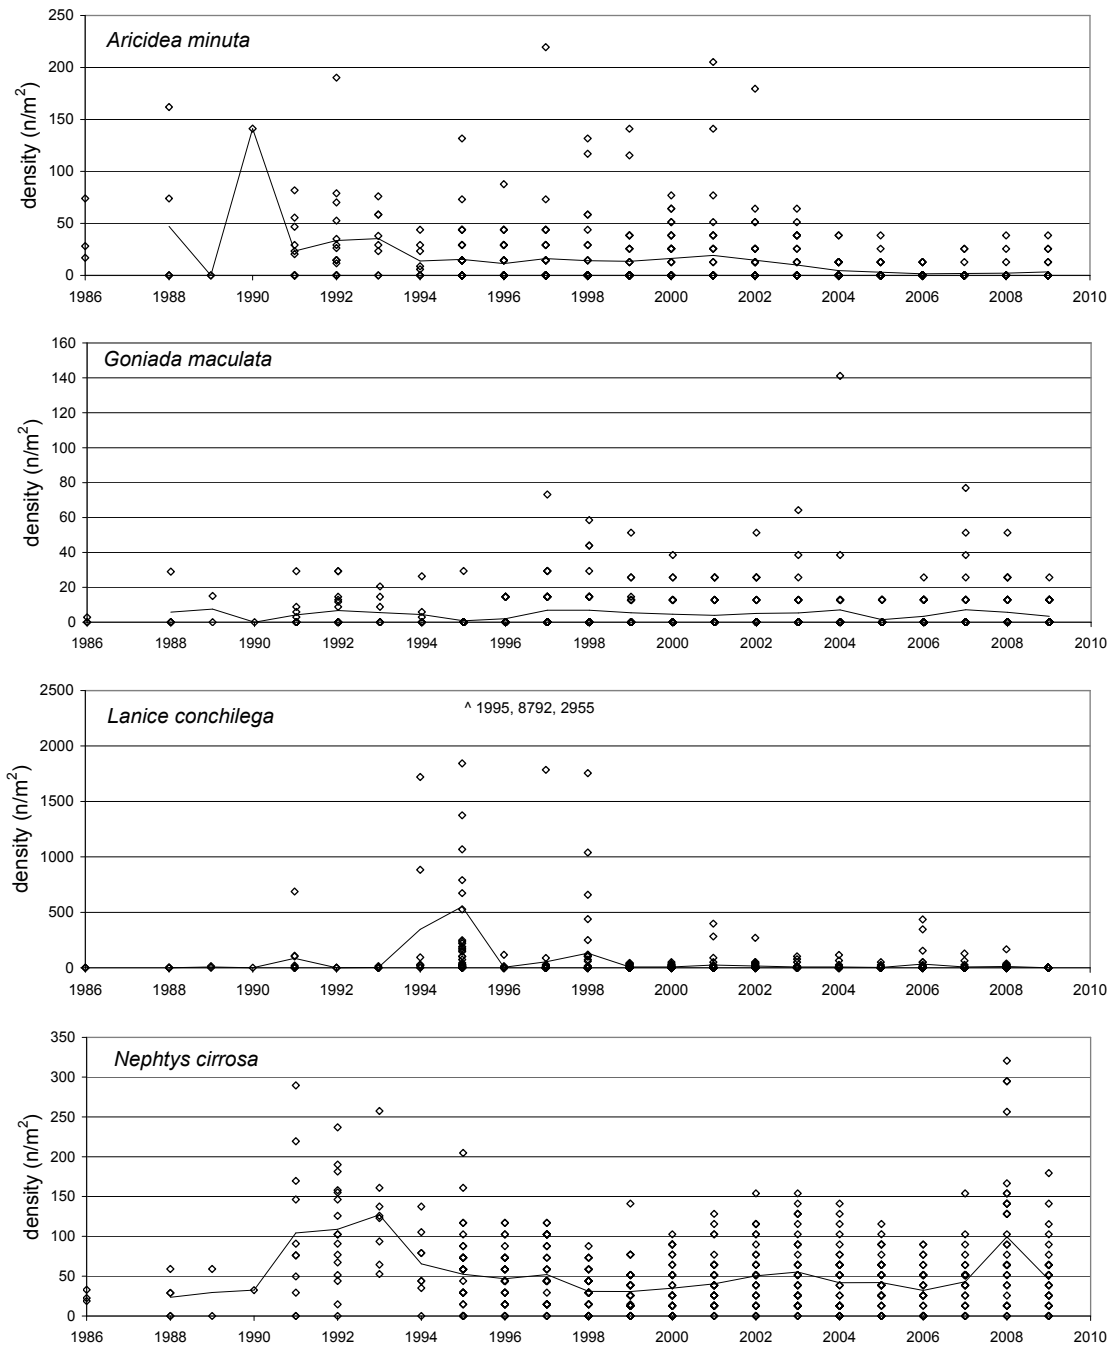 Aricidea minuta
density (n/m²)
250
200
150
100
50
0
1986 1988 1990 1992 1994 1996 1998 2000 2002 2004 2006 2008 2010
Goniada maculata
density (n/m²)
160
140
120
100
80
60
40
20
0
1986 1988 1990 1992 1994 1996 1998 2000 2002 2004 2006 2008 2010
Lanice conchilega
^ 1995, 8792, 2955
density (n/m²)
2500
2000
1500
1000
500
0
1986 1988 1990 1992 1994 1996 1998 2000 2002 2004 2006 2008 2010
Nephtys cirrosa
density (n/m²)
350
300
250
200
150
100
50
0
1986 1988 1990 1992 1994 1996 1998 2000 2002 2004 2006 2008 2010